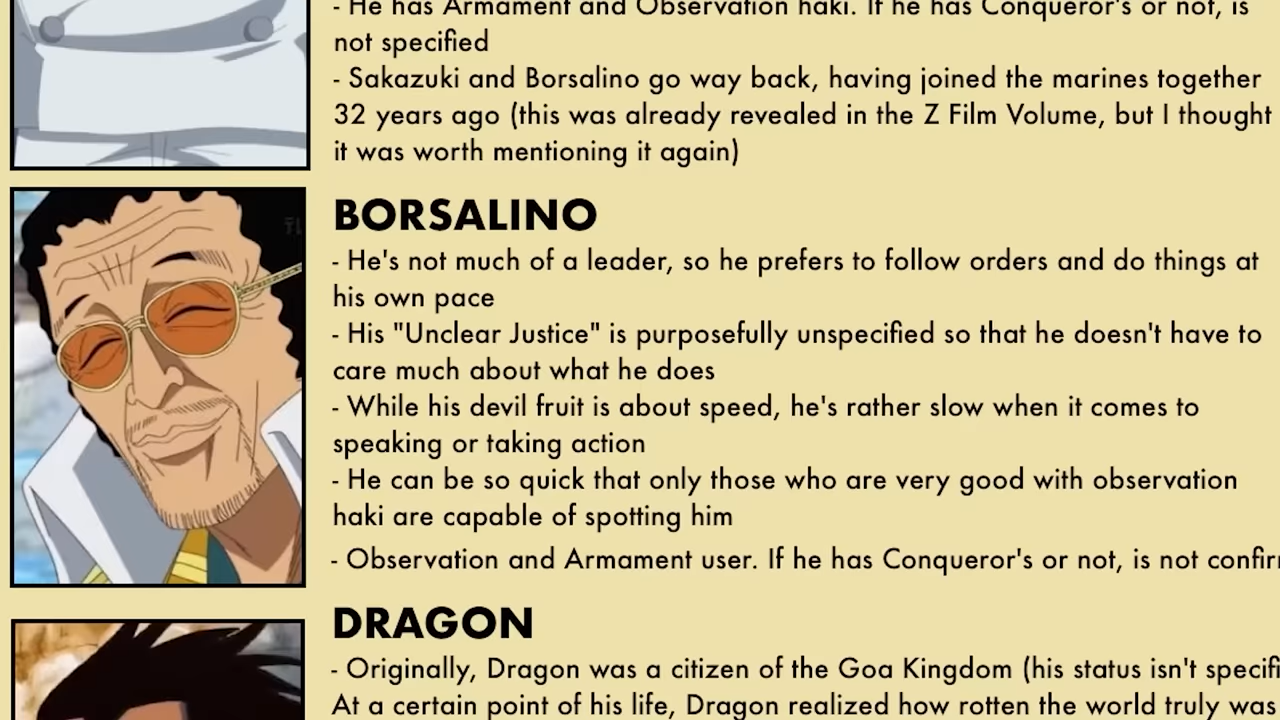 - He has Armament and Observation haki. If he has Conqueror's or not, is
not specified
- Sakazuki and Borsalino go way back, having joined the marines together
32 years ago (this was already revealed in the Z Film Volume, but I thought
it was worth mentioning it again)
BORSALINO
- He's not much of a leader, so he prefers to follow orders and do things at
his own pace
- His "Unclear Justice" is purposefully unspecified so that he doesn't have to
care much about what he does
- While his devil fruit is about speed, he's rather slow when it comes to
speaking or taking action
- He can be so quick that only those who are very good with observation
haki are capable of spotting him
- Observation and Armament user. If he has Conqueror's or not, is not
DRAGON
- Originally, Dragon was a citizen of the Goa Kingdom (his status isn't
At a certain point of his life, Dragon realized how rotten the world truly was